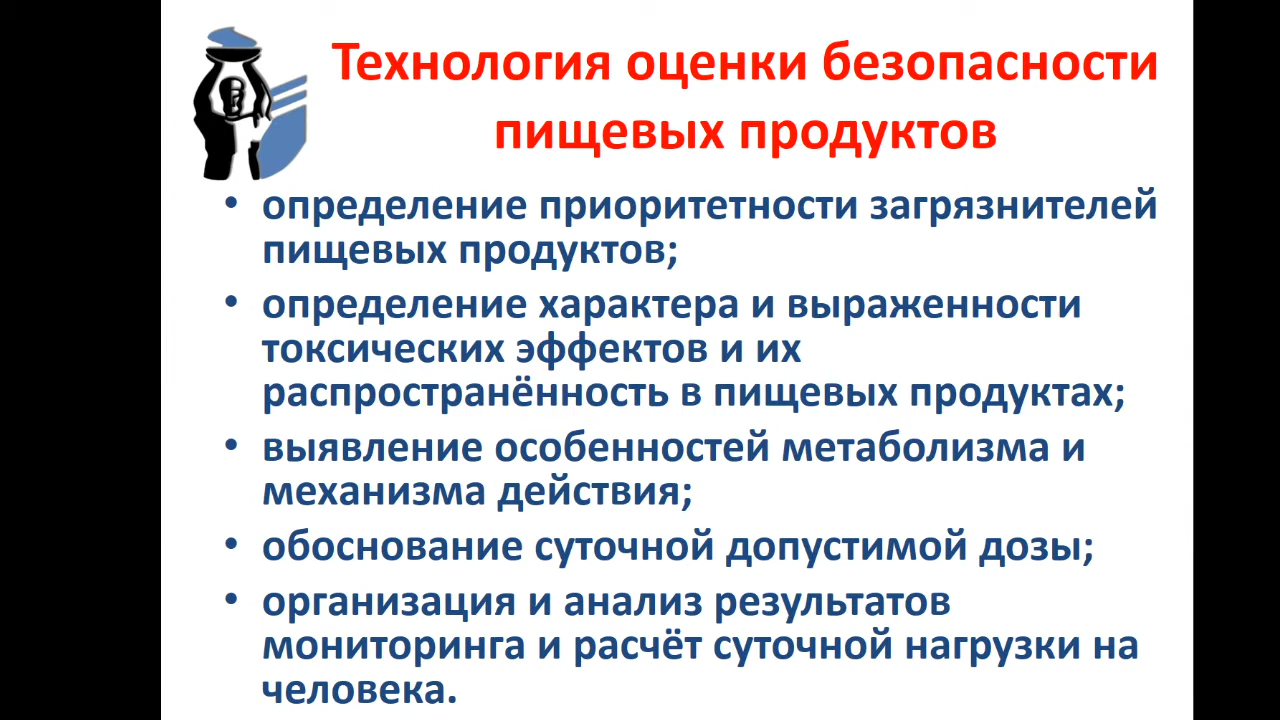 Технология оценки безопасности
пищевых продуктов
• определение приоритетности загрязнителей
пищевых продуктов;
• определение характера и выраженности
токсических эффектов и их
распространённость в пищевых продуктах;
• выявление особенностей метаболизма и
механизма действия;
• обоснование суточной допустимой дозы;
• организация и анализ результатов
мониторинга и расчёт суточной нагрузки на
человека.